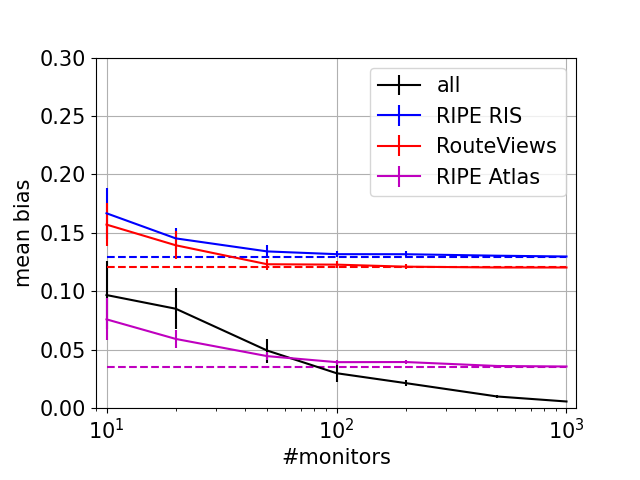 0.30
0.25
0.20
0.15
0.10
0.05
0.00
mean bias
all
RIPE RIS
RouteViews
RIPE Atlas
10¹ 10² 10³
#monitors